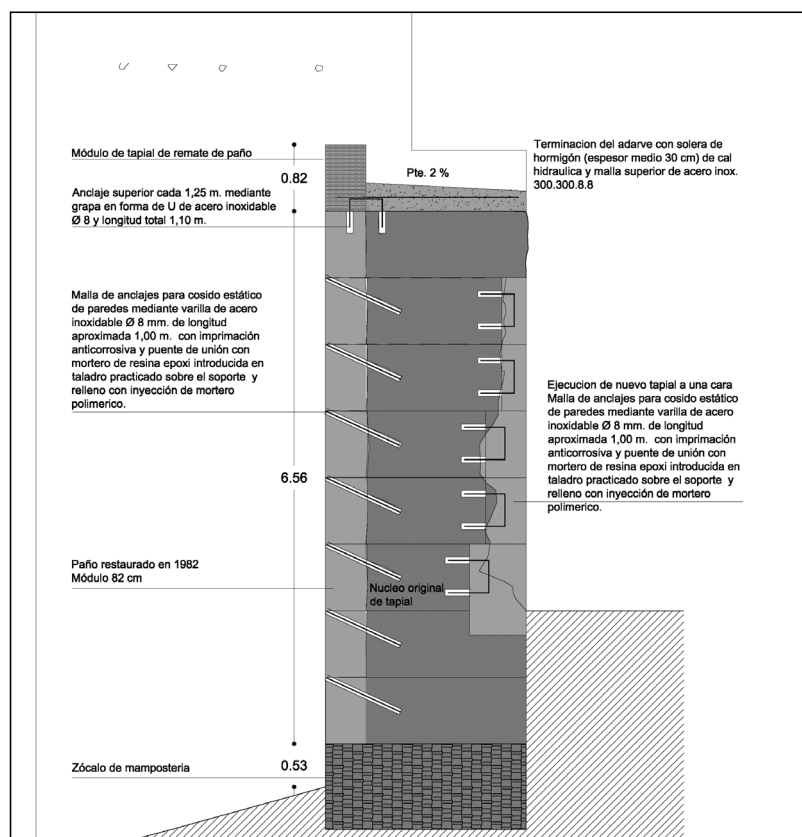 Módulo de tapial de remate de paño
0.82
Pte. 2 %
Terminacion del adarve con solera de
hormigón (espesor medio 30 cm) de cal
hidraulica y malla superior de acero inox.
300.300.8.8
Anclaje superior cada 1,25 m. mediante
grapa en forma de U de acero inoxidable
Ø 8 y longitud total 1,10 m.
Malla de anclajes para cosido estático
de paredes mediante varilla de acero
inoxidable Ø 8 mm. de longitud
aproximada 1,00 m. con imprimación
anticorrosiva y puente de unión con
mortero de resina epoxi introducida en
taladro practicado sobre el soporte y
relleno con inyección de mortero
polimerico.
Ejecucion de nuevo tapial a una cara
Malla de anclajes para cosido estático
de paredes mediante varilla de acero
inoxidable Ø 8 mm. de longitud
aproximada 1,00 m. con imprimación
anticorrosiva y puente de unión con
mortero de resina epoxi introducida en
taladro practicado sobre el soporte y
relleno con inyección de mortero
polimerico.
6.56
Paño restaurado en 1982
Módulo 82 cm
Nucleo original
de tapial
Zócalo de mamposteria
0.53